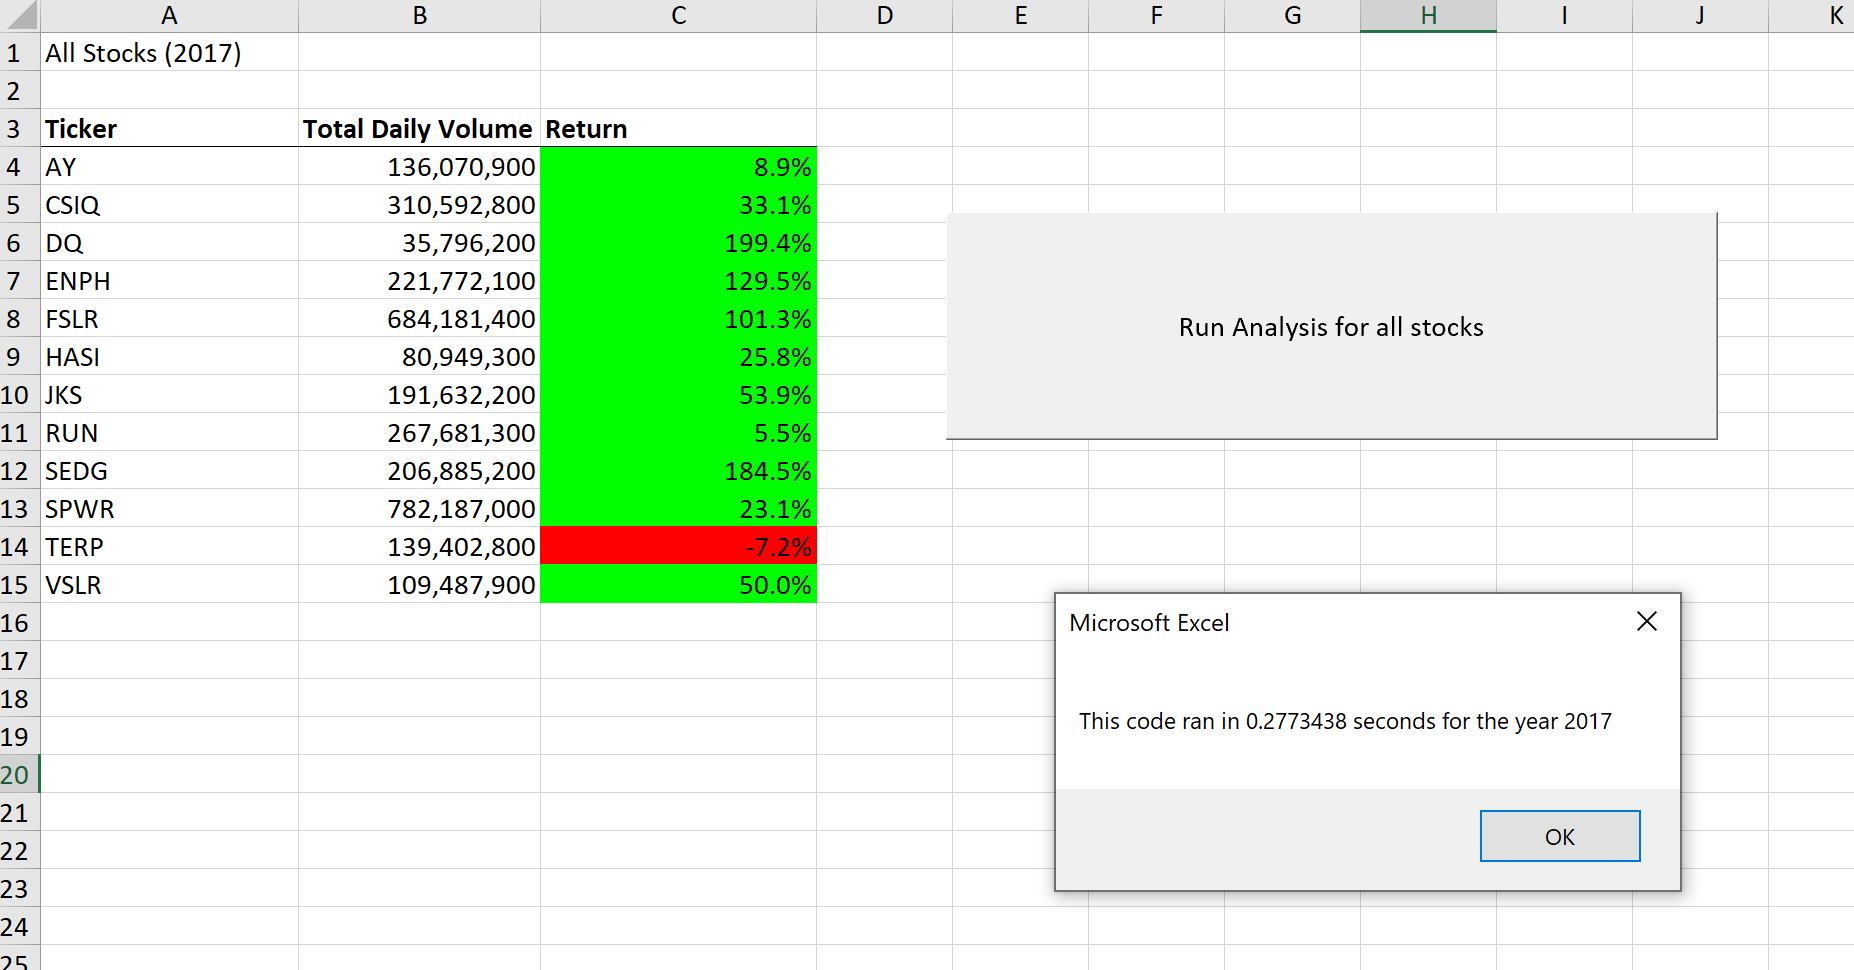 A B C D E F G H I J K
1 All Stocks (2017)
2
3 Ticker Total Daily Volume Return
4 AY 136,070,900 8.9%
5 CSIQ 310,592,800 33.1%
6 DQ 35,796,200 199.4%
7 ENPH 221,772,100 129.5%
8 FSLR 684,181,400 101.3%
9 HASI 80,949,300 25.8%
10 JKS 191,632,200 53.9%
11 RUN 267,681,300 5.5%
12 SEDG 206,885,200 184.5%
13 SPWR 782,187,000 23.1%
14 TERP 139,402,800 -7.2%
15 VSLR 109,487,900 50.0%
16
17
18
19
20
21
22
23
24
25
Run Analysis for all stocks
Microsoft Excel
This code ran in 0.2773438 seconds for the year 2017
OK